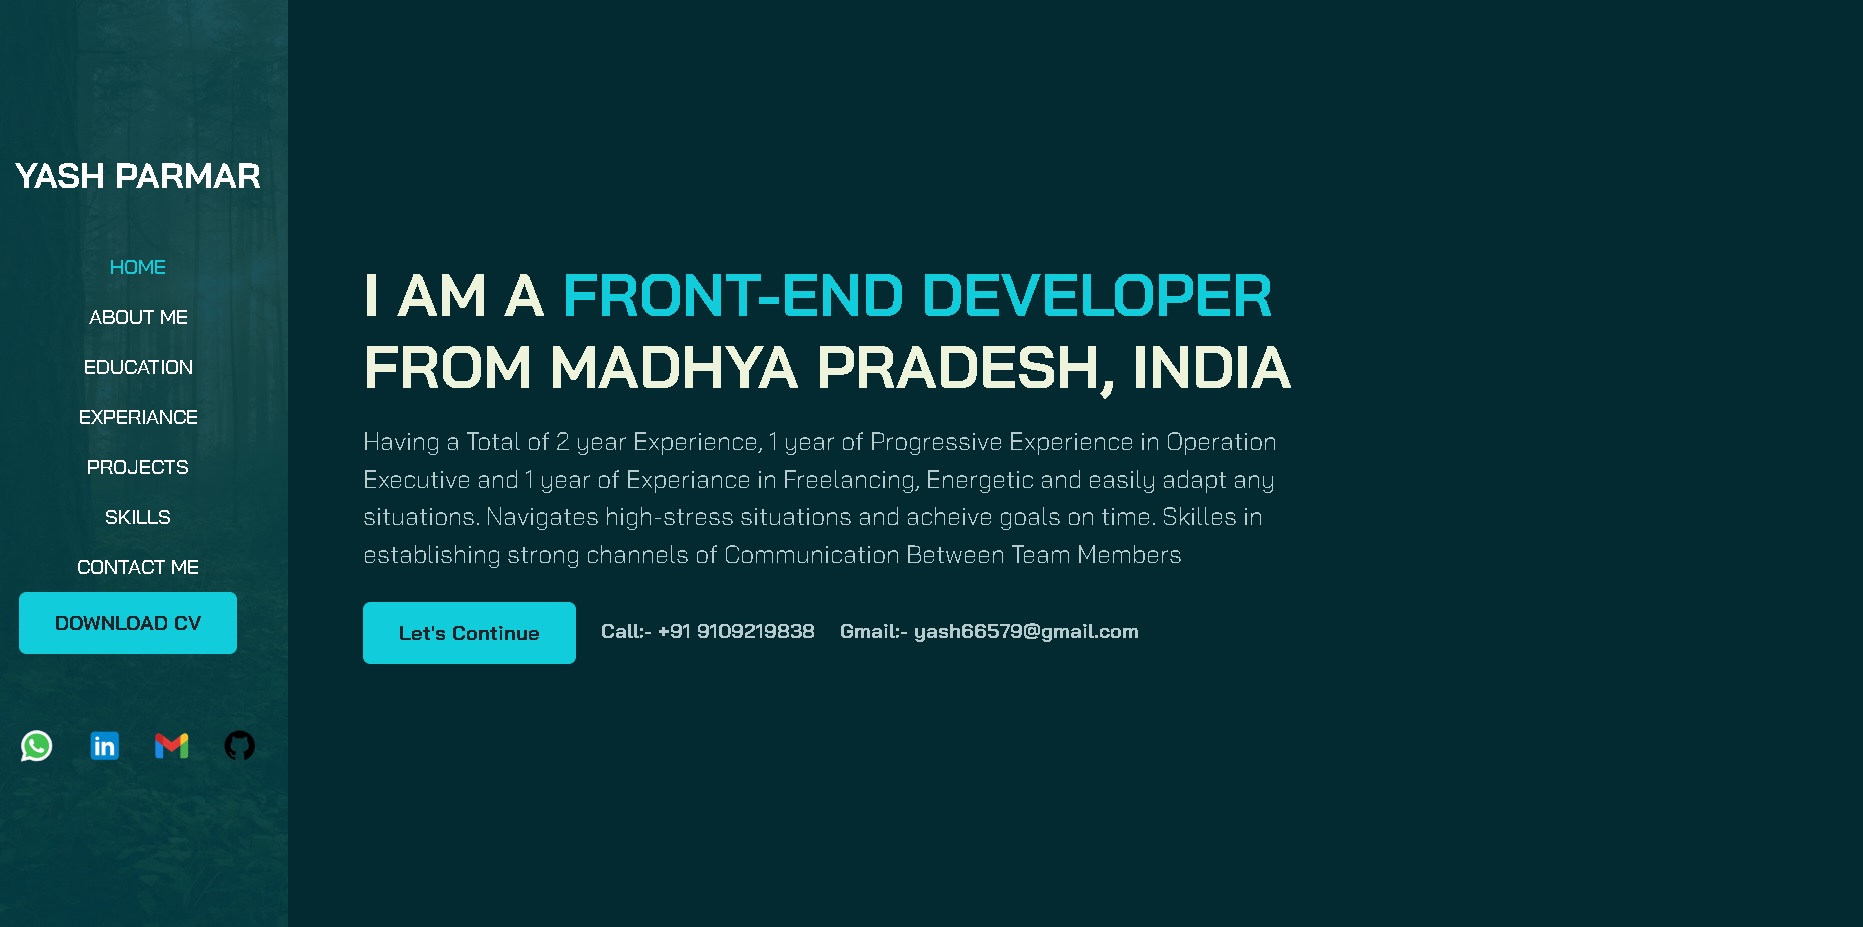 YASH PARMAR
HOME
ABOUT ME
EDUCATION
EXPERIANCE
PROJECTS
SKILLS
CONTACT ME
DOWNLOAD CV
in
I AM A FRONT-END DEVELOPER
FROM MADHYA PRADESH, INDIA
Having a Total of 2 year Experience, 1 year of Progressive Experience in Operation
Executive and 1 year of Experiance in Freelancing, Energetic and easily adapt any
situations. Navigates high-stress situations and acheive goals on time. Skilles in
establishing strong channels of Communication Between Team Members
Let's Continue Call:- +91 9109219838 Gmail:- yash66579@gmail.com